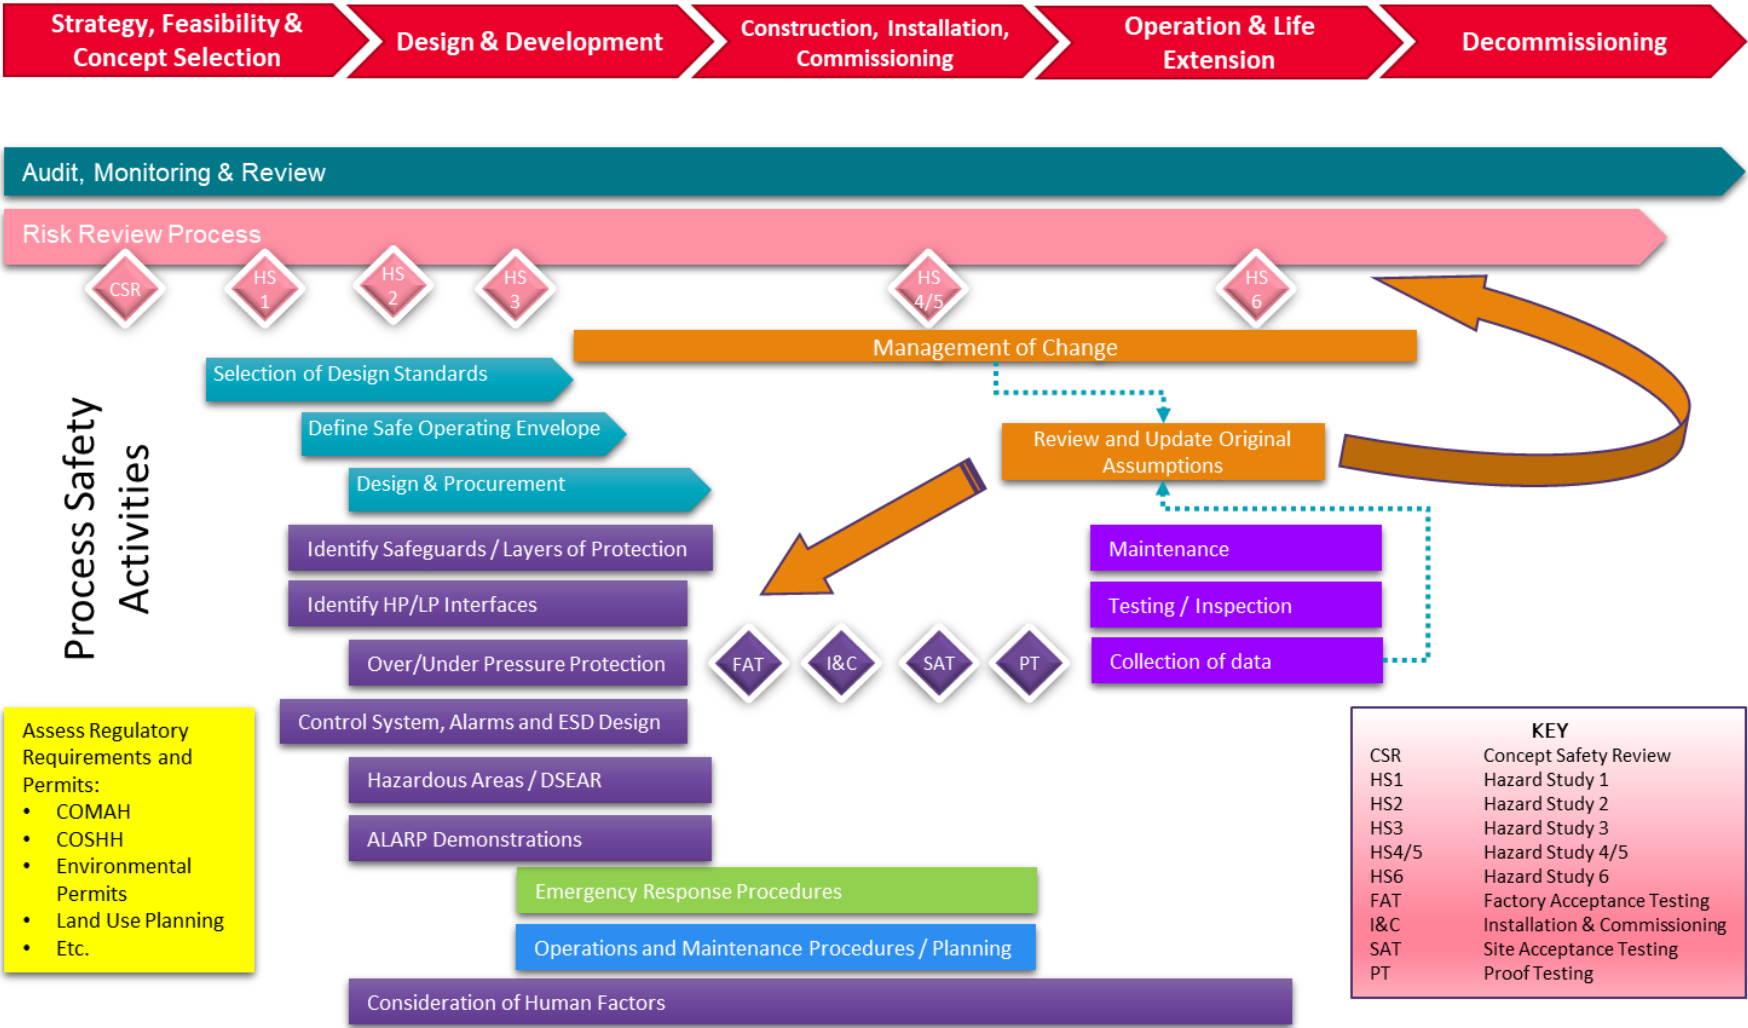 Strategy, Feasibility &
Concept Selection
Design & Development
Construction, Installation,
Commissioning
Operation & Life
Extension
Decommissioning
Audit, Monitoring & Review
Risk Review Process
CSR
HS
1
HS
2
HS
3
HS
4/5
HS
6
Management of Change
Selection of Design Standards
Define Safe Operating Envelope
Review and Update Original
Assumptions
Design & Procurement
Process Safety
Activities
Identify Safeguards / Layers of Protection
Maintenance
Identify HP/LP Interfaces
Testing / Inspection
Over/Under Pressure Protection
FAT
I&C
SAT
PT
Collection of data
Control System, Alarms and ESD Design
Hazardous Areas / DSEAR
ALARP Demonstrations
Emergency Response Procedures
Operations and Maintenance Procedures / Planning
Consideration of Human Factors
Assess Regulatory
Requirements and
Permits:
• COMAH
• COSHH
• Environmental
Permits
• Land Use Planning
• Etc.
KEY
CSR Concept Safety Review
HS1 Hazard Study 1
HS2 Hazard Study 2
HS3 Hazard Study 3
HS4/5 Hazard Study 4/5
HS6 Hazard Study 6
FAT Factory Acceptance Testing
I&C Installation & Commissioning
SAT Site Acceptance Testing
PT Proof Testing